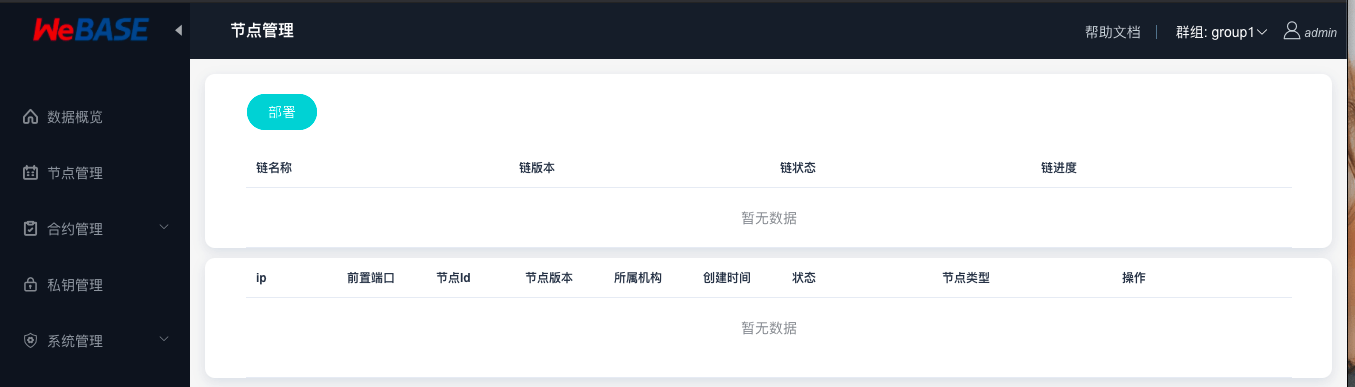 WeBASE
节点管理
帮助文档
群组: group1
admin
数据概览
节点管理
合约管理
私钥管理
系统管理
部署
链名称 链版本 链状态 链进度
暂无数据
ip 前置端口 节点Id 节点版本 所属机构 创建时间 状态 节点类型 操作
暂无数据